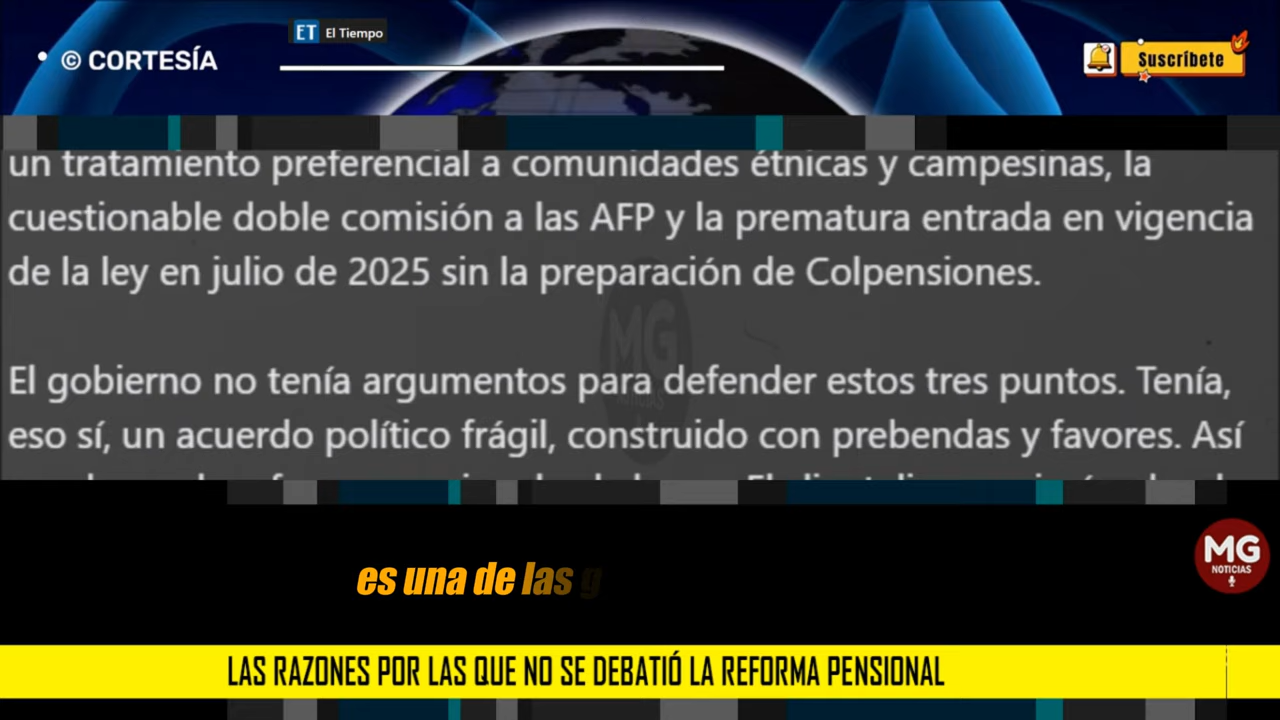 ET El Tiempo
© CORTESÍA
Suscríbete
un tratamiento preferencial a comunidades étnicas y campesinas, la
cuestionable doble comisión a las AFP y la prematura entrada en vigencia
de la ley en julio de 2025 sin la preparación de Colpensiones.
El gobierno no tenía argumentos para defender estos tres puntos. Tenía,
eso sí, un acuerdo político frágil, construido con prebendas y favores. Así
MG
NOTICIAS
es una de las g
MG
NOTICIAS
LAS RAZONES POR LAS QUE NO SE DEBATIÓ LA REFORMA PENSIONAL